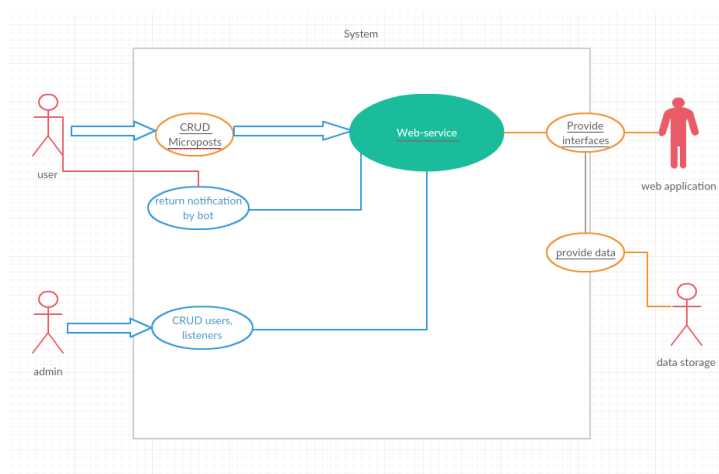 System
CRUD
Microposts
Web-service
Provide
interfaces
user
web application
return notification
by bot
provide data
CRUD users,
listeners
admin
data storage